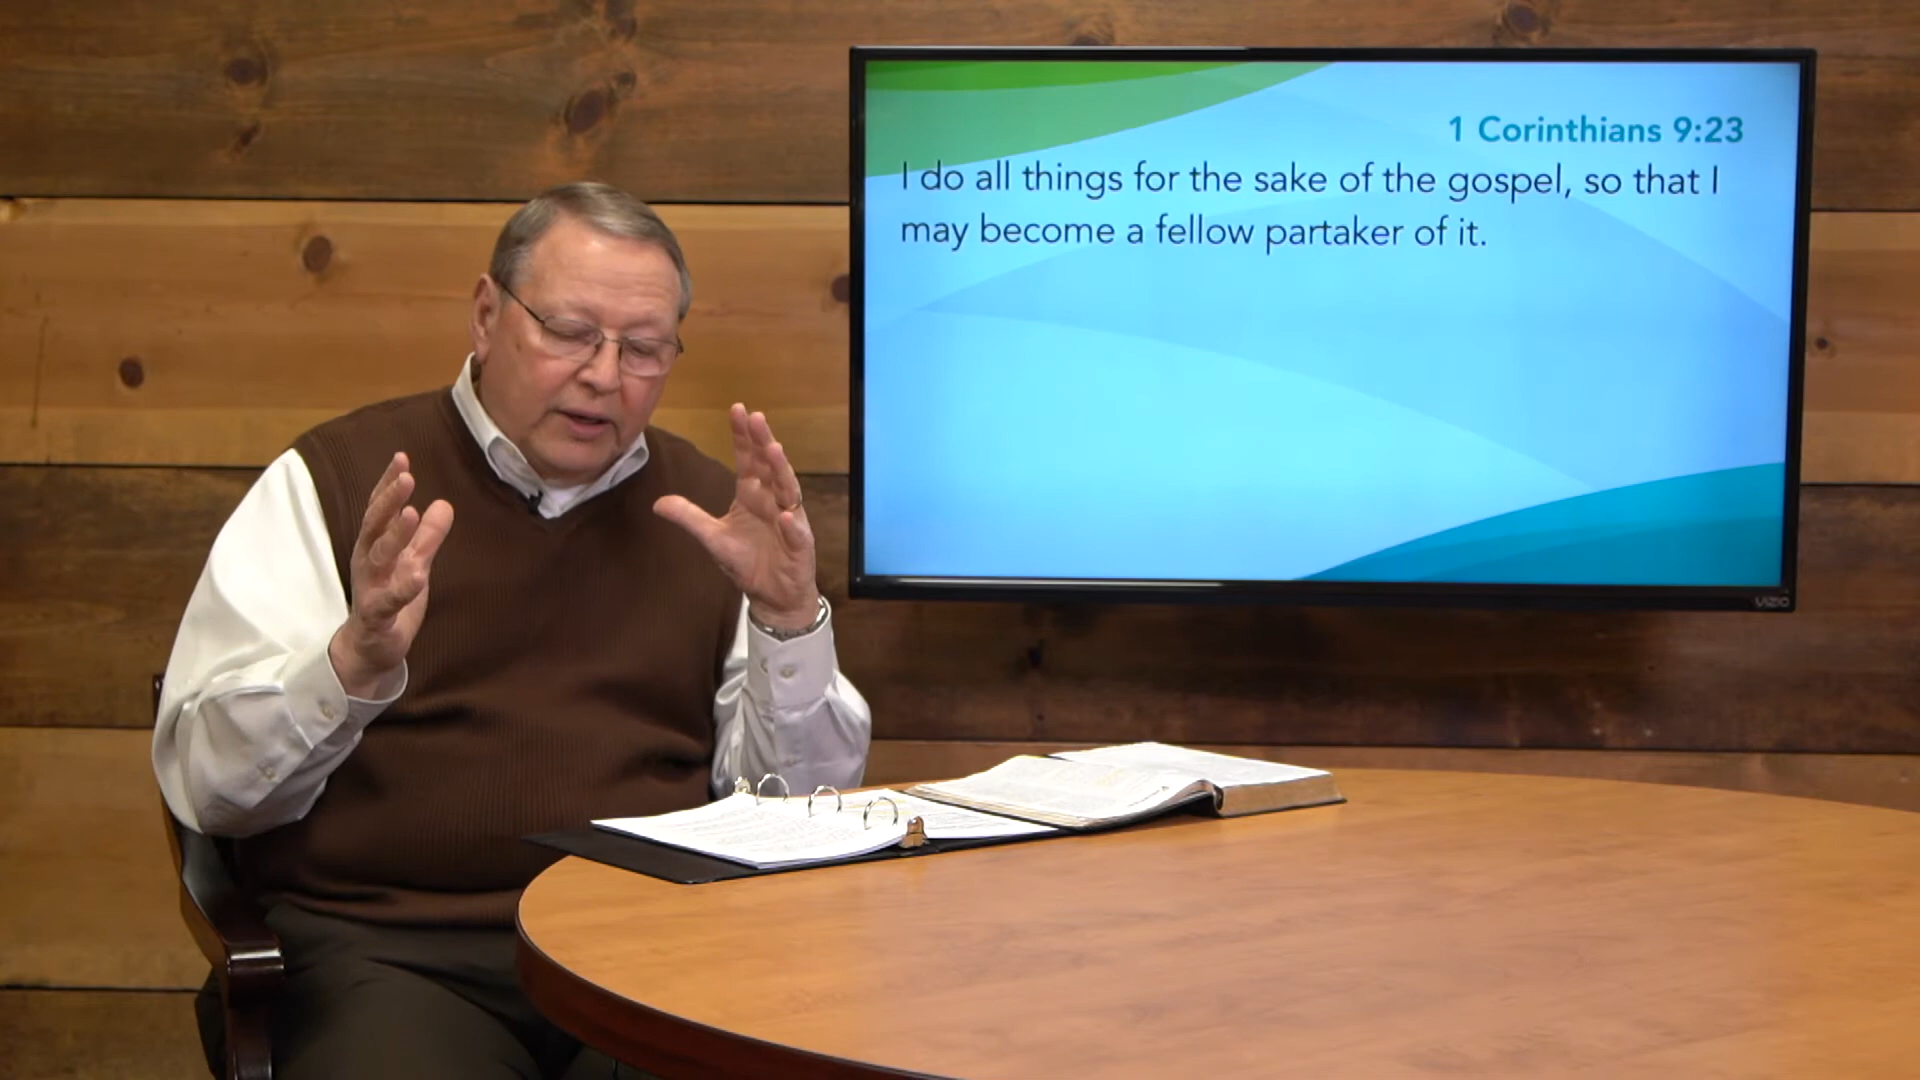 1 Corinthians 9:23
I do all things for the sake of the gospel, so that I
may become a fellow partaker of it.
VIZIO